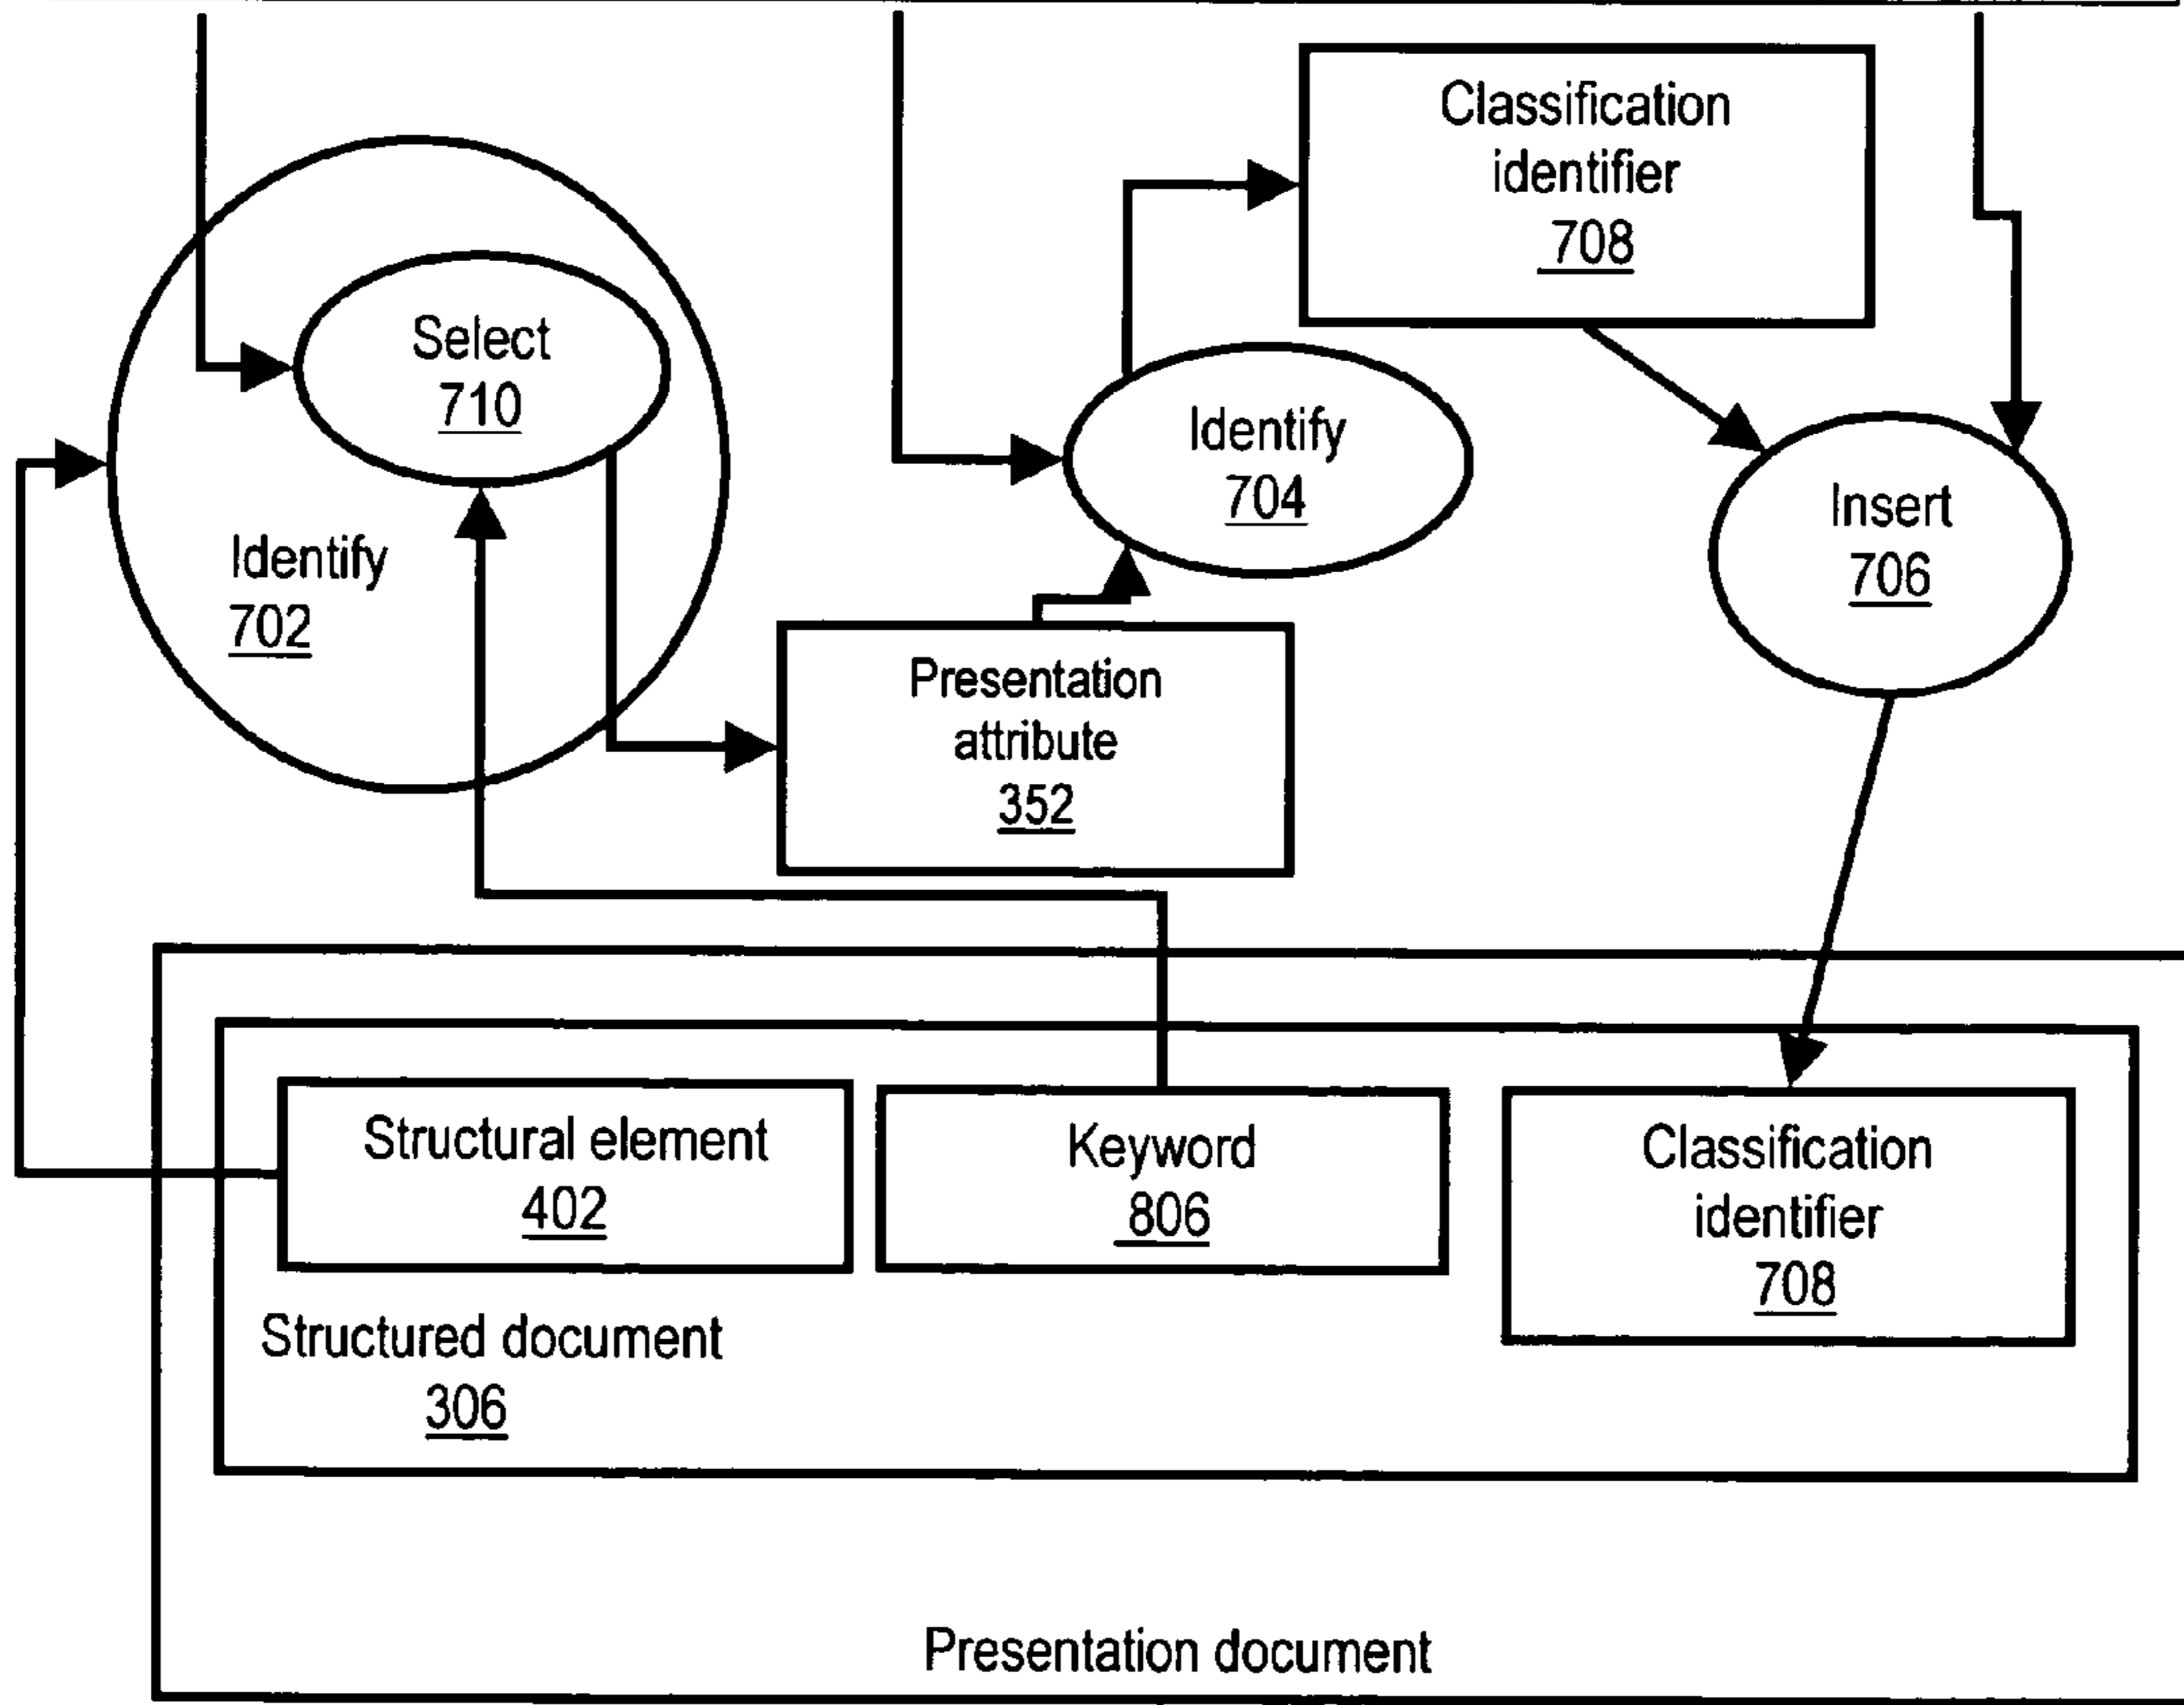 Classification
identifier
708
Select
710
Identify
704
Insert
706
Identify
702
Presentation
attribute
352
Structural element
402
Keyword
806
Classification
identifier
708
Structured document
306
Presentation document